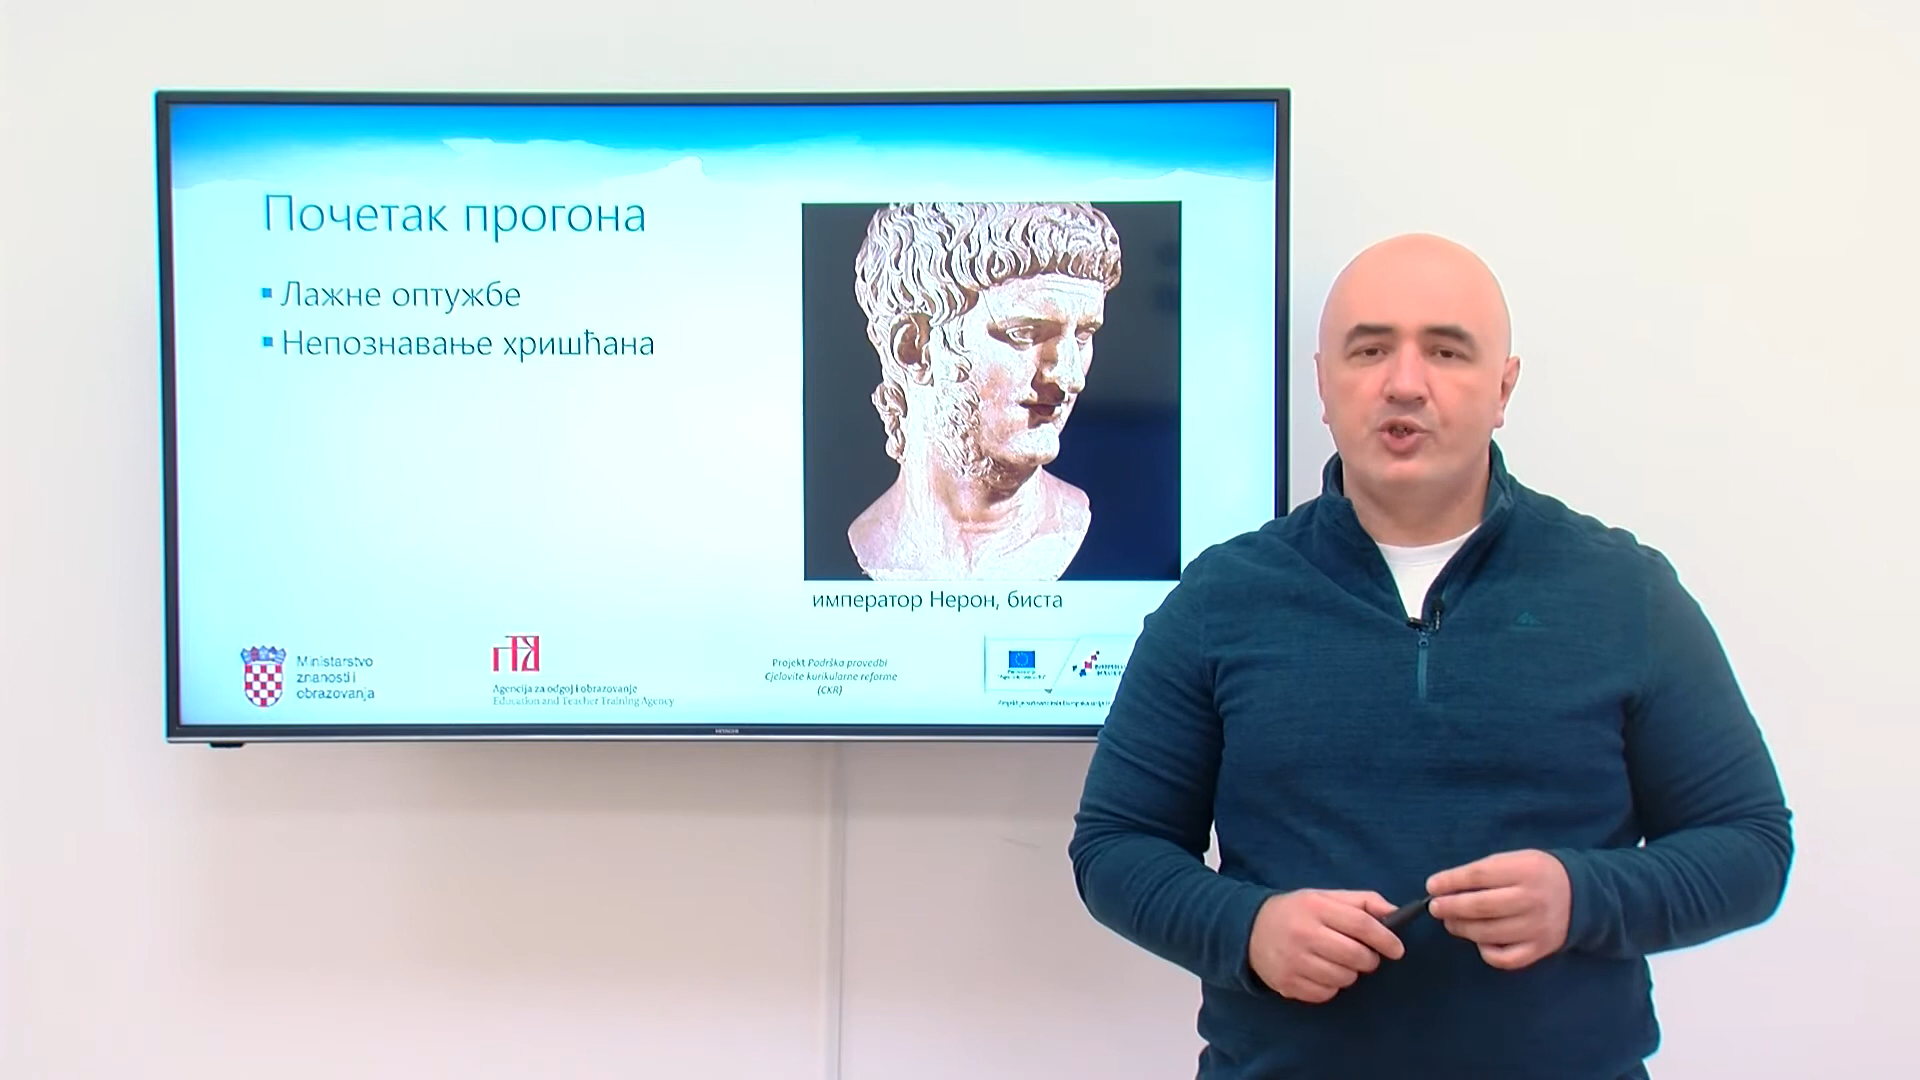 Почетак прогона
Лажне оптужбе
Непознавање хришћана
император Нерон, биста
Ministarstvo
znanosti i
obrazovanja
Agencija za odgoj i obrazovanje
Education and Teacher Training Agency
Projekt Podrška provedbi
Cjelovite kurikularne reforme
(CKR)
HITACHI